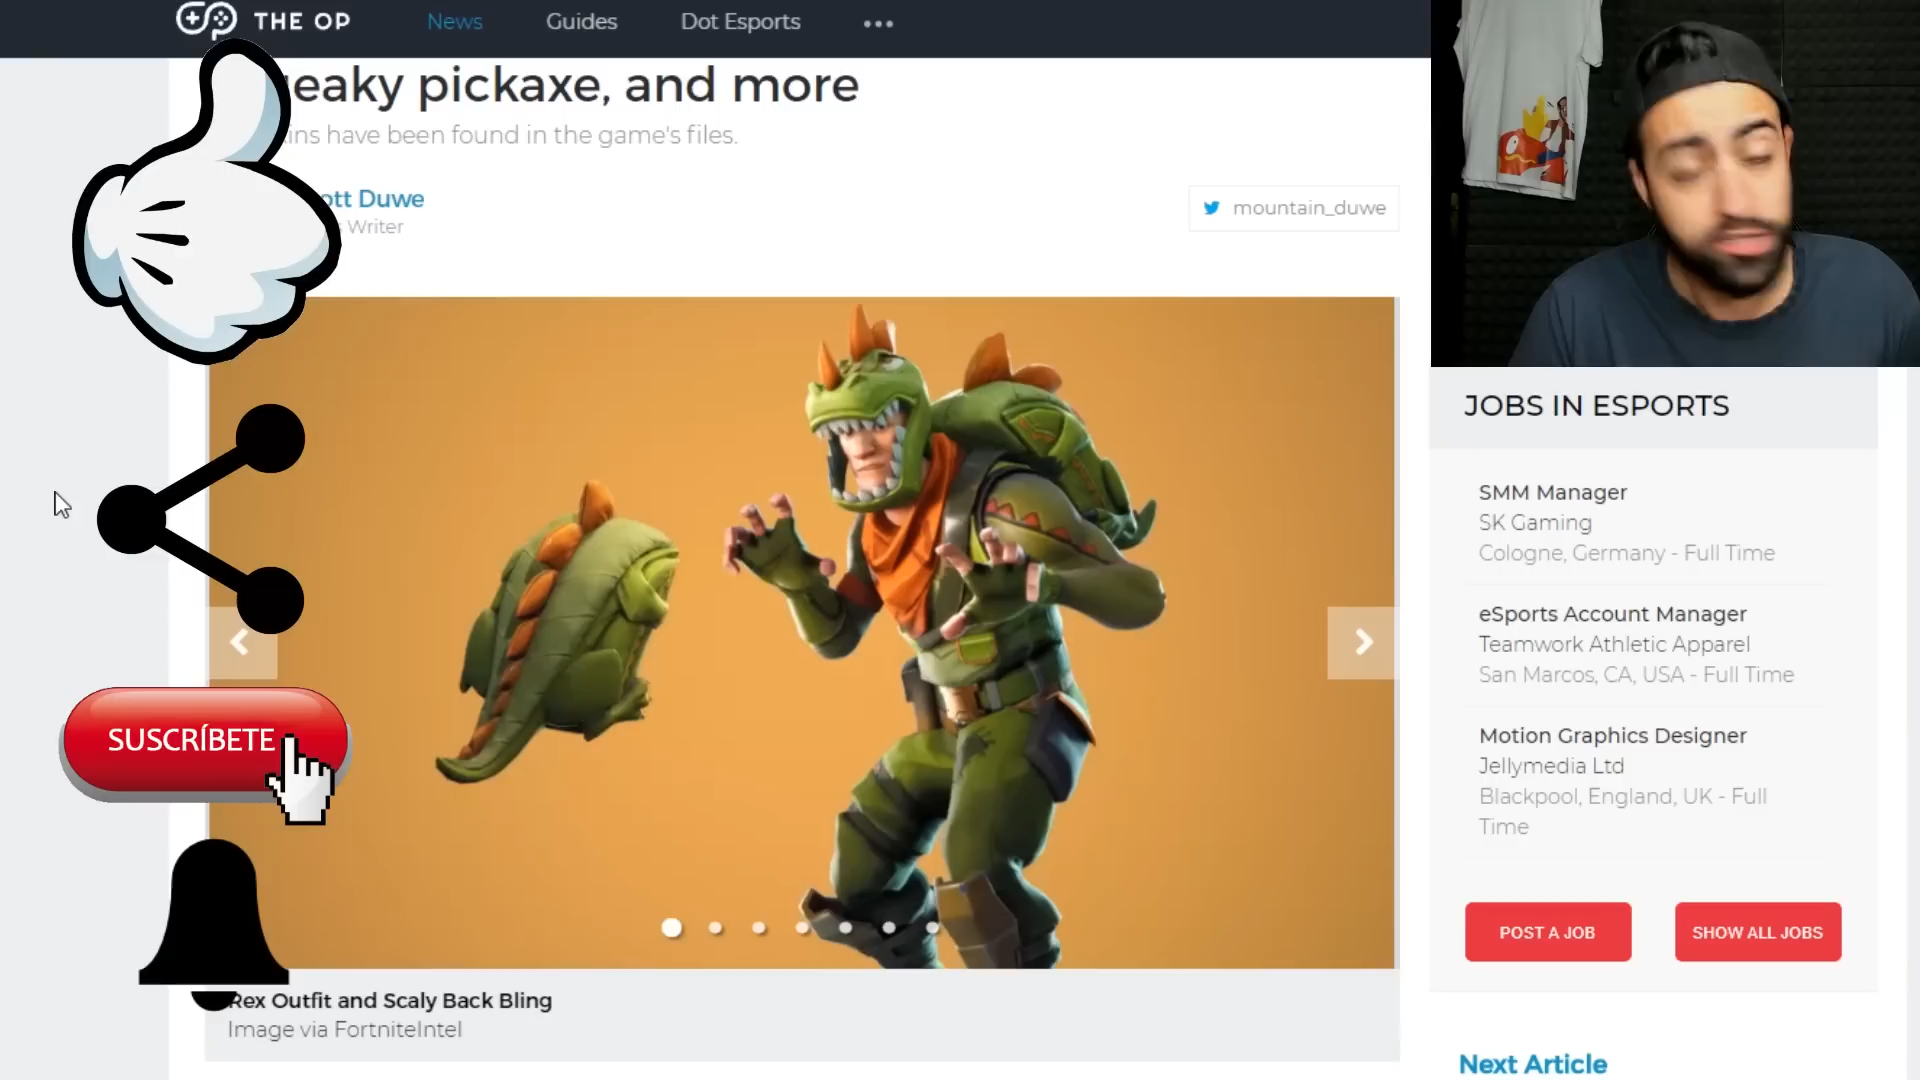 THE OP
News
Guides
Dot Esports
pickaxe, and more
have been found in the game's files.
Duwe
Writer
mountain_duwe
JOBS IN ESPORTS
SMM Manager
SK Gaming
Cologne, Germany - Full Time
eSports Account Manager
Teamwork Athletic Apparel
San Marcos, CA, USA - Full Time
Motion Graphics Designer
Jellymedia Ltd
Blackpool, England, UK - Full
Time
SUSCRÍBETE
POST A JOB
SHOW ALL JOBS
Rex Outfit and Scaly Back Bling
Image via FortniteIntel
Next Article